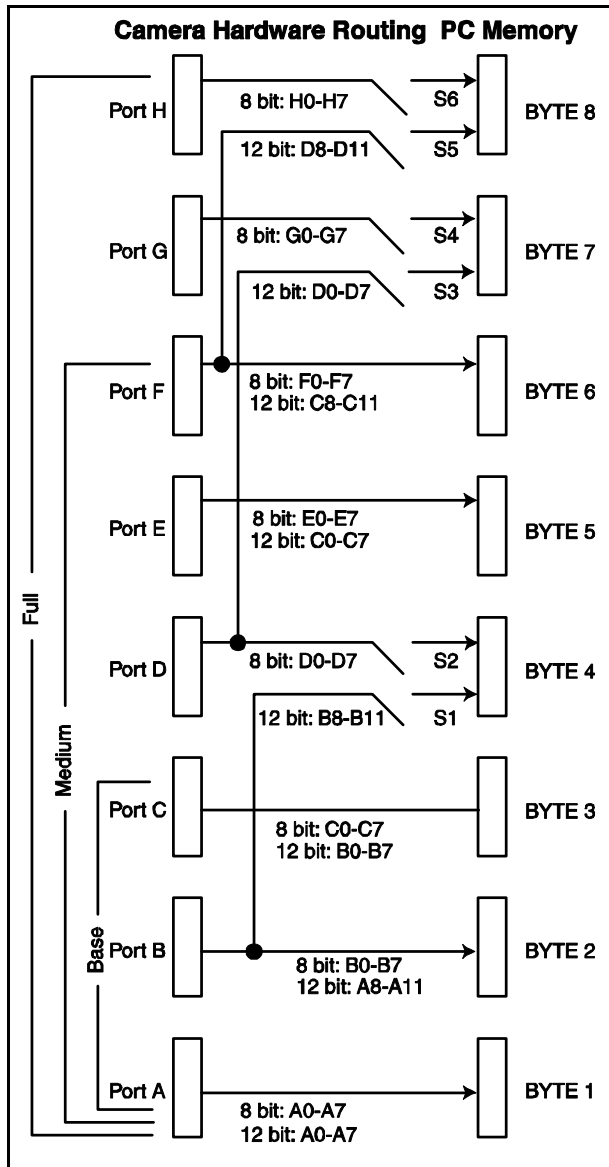 Camera Hardware Routing PC Memory
Port H
8 bit: H0-H7
S6
BYTE 8
12 bit: D8-D11
S5
Port G
8 bit: G0-G7
S4
BYTE 7
12 bit: D0-D7
S3
Port F
8 bit: F0-F7
12 bit: C8-C11
BYTE 6
Port E
8 bit: E0-E7
12 bit: C0-C7
BYTE 5
Full
Port D
8 bit: D0-D7
S2
BYTE 4
12 bit: B8-B11
S1
Medium
Port C
8 bit: C0-C7
12 bit: B0-B7
BYTE 3
Base
Port B
8 bit: B0-B7
12 bit: A8-A11
BYTE 2
Port A
8 bit: A0-A7
12 bit: A0-A7
BYTE 1